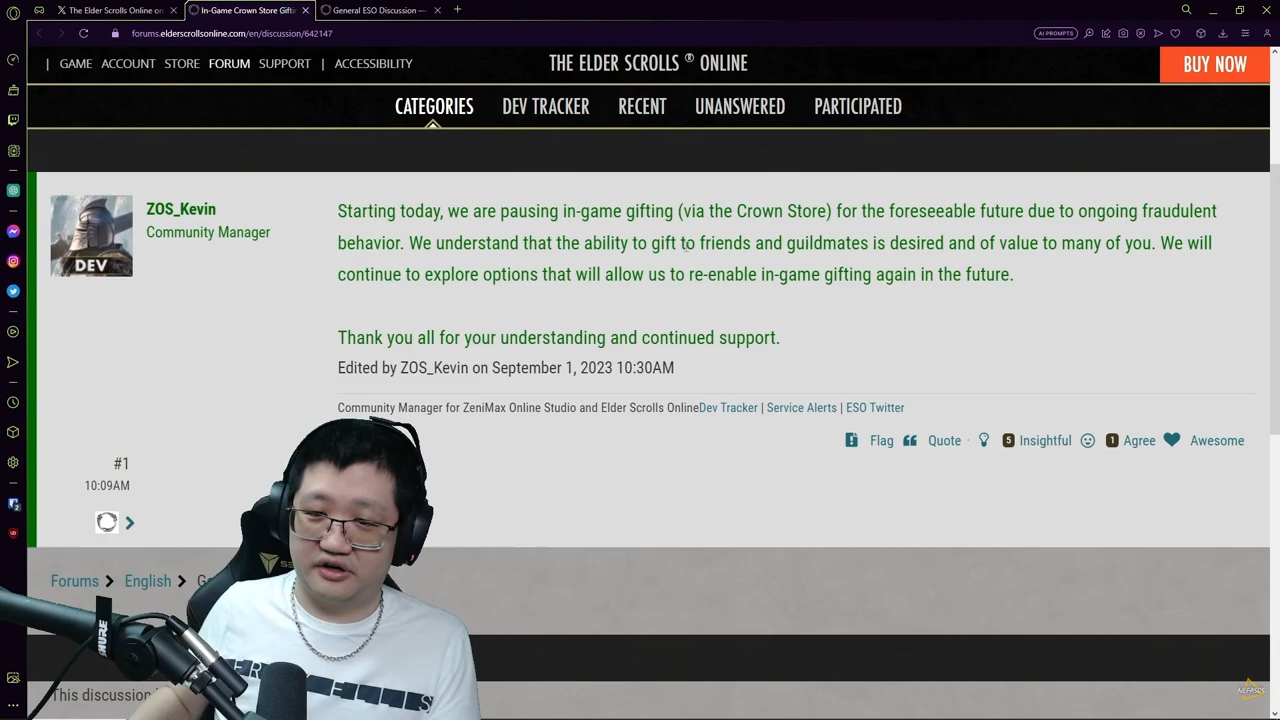 The Elder Scrolls Online on
In-Game Crown Store Gifti
General ESO Discussion —
forums.elderscrollsonline.com/en/discussion/642147
AI PROMPTS
| GAME ACCOUNT STORE FORUM SUPPORT | ACCESSIBILITY
THE ELDER SCROLLS ® ONLINE
BUY NOW
CATEGORIES DEV TRACKER RECENT UNANSWERED PARTICIPATED
ZOS_Kevin
Community Manager
DEV
Starting today, we are pausing in-game gifting (via the Crown Store) for the foreseeable future due to ongoing fraudulent
behavior. We understand that the ability to gift to friends and guildmates is desired and of value to many of you. We will
continue to explore options that will allow us to re-enable in-game gifting again in the future.
Thank you all for your understanding and continued support.
Edited by ZOS_Kevin on September 1, 2023 10:30AM
Community Manager for ZeniMax Online Studio and Elder Scrolls OnlineDev Tracker | Service Alerts | ESO Twitter
Flag Quote · 5 Insightful 1 Agree Awesome
#1
10:09AM
Forums English
SHURE
This discussion
NEFAS